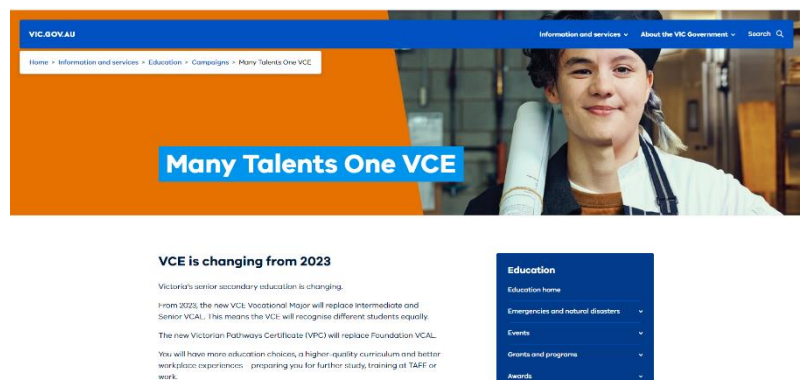 VIC.GOV.AU
Information and services
About the VIC Government
Search
Home > Information and services > Education > Campaigns > Many Talents One VCE
Many Talents One VCE
VCE is changing from 2023
Victoria's senior secondary education is changing.
From 2023, the new VCE Vocational Major will replace Intermediate and
Senior VCAL. This means the VCE will recognise different students equally.
The new Victorian Pathways Certificate (VPC) will replace Foundation VCAL.
You will have more education choices, a higher-quality curriculum and better
workplace experiences – preparing you for further study, training at TAFE or
work.
Education
Education home
Emergencies and natural disasters
Events
Grants and programs
Awards